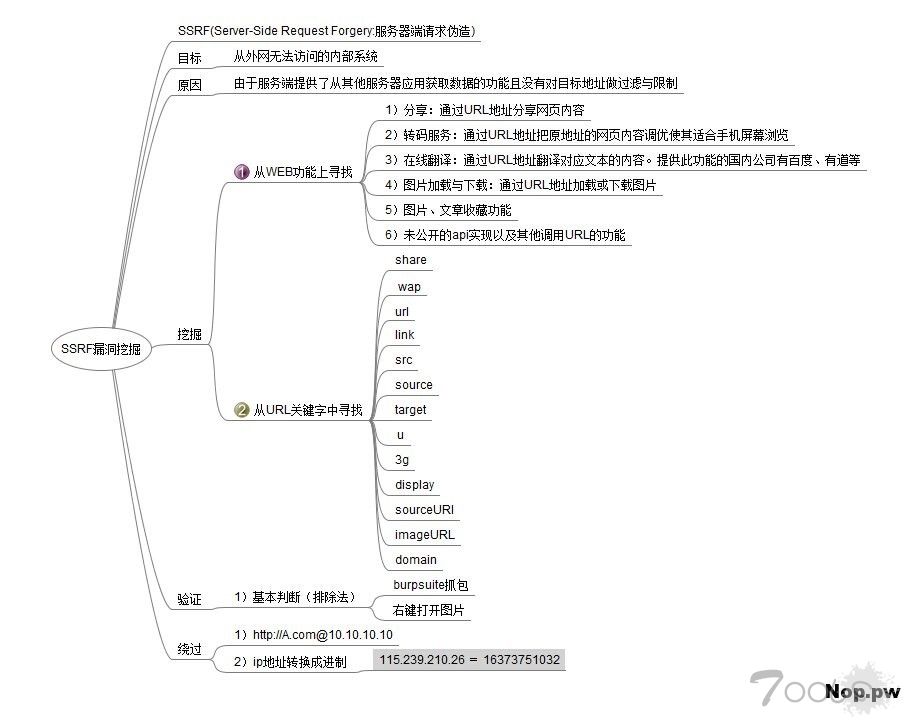 SSRF(Server-Side Request Forgery:服务器端请求伪造)
目标
从外网无法访问的内部系统
原因
由于服务端提供了从其他服务器应用获取数据的功能且没有对目标地址做过滤与限制
SSRF漏洞挖掘
挖掘
1 从WEB功能上寻找
1）分享：通过URL地址分享网页内容
2）转码服务：通过URL地址把原地址的网页内容调优使其适合手机屏幕浏览
3）在线翻译：通过URL地址翻译对应文本的内容。提供此功能的国内公司有百度、有道等
4）图片加载与下载：通过URL地址加载或下载图片
5）图片、文章收藏功能
6）未公开的api实现以及其他调用URL的功能
2 从URL关键字中寻找
share
wap
url
link
src
source
target
u
3g
display
sourceURl
imageURL
domain
验证
1）基本判断（排除法）
burpsuite抓包
右键打开图片
绕过
1）http://A.com@10.10.10.10
2）ip地址转换成进制
115.239.210.26 = 16373751032
Nop.pw